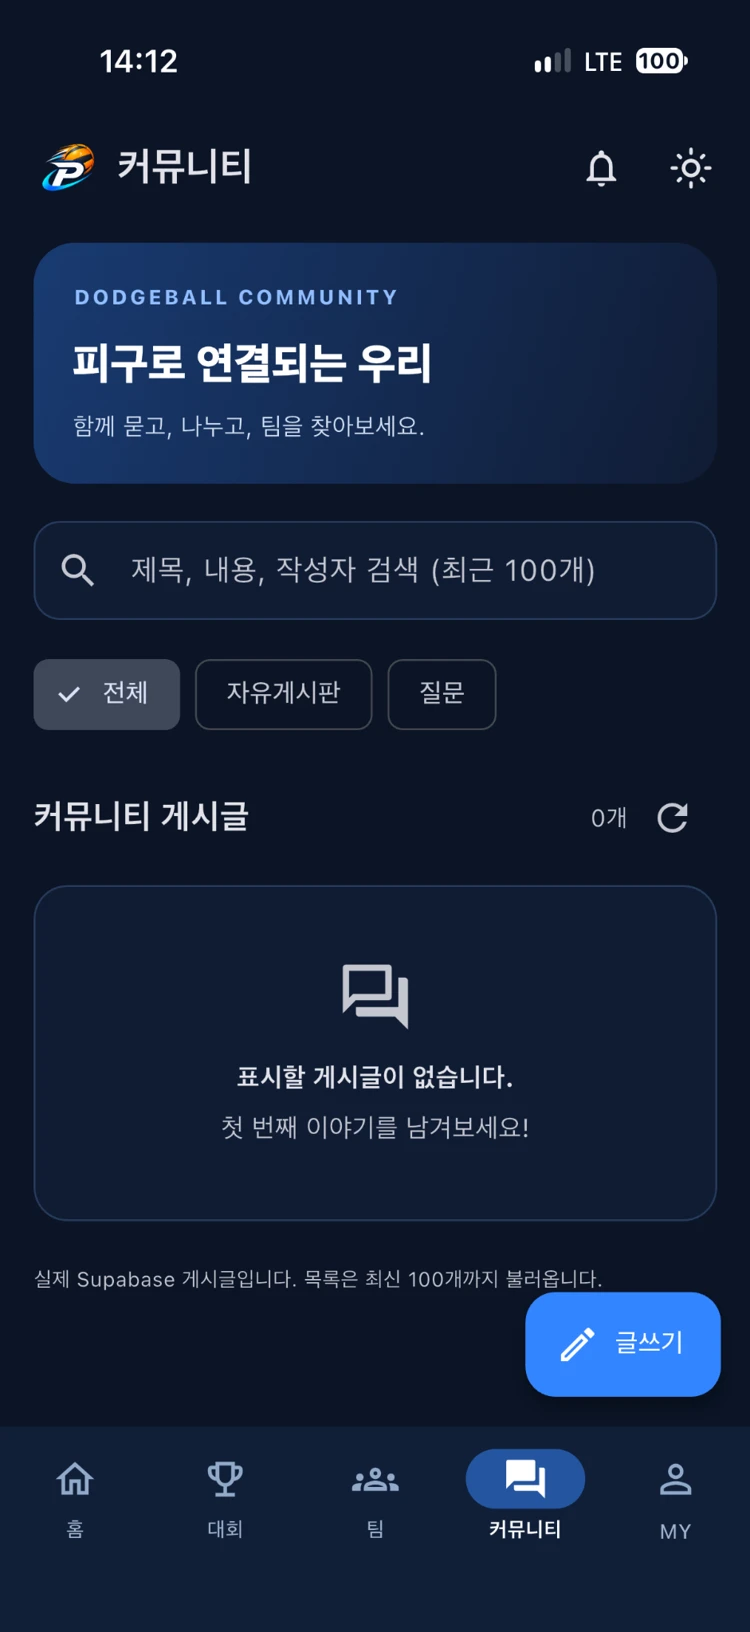 14:12
LTE 100
P 커뮤니티
DODGEBALL COMMUNITY
피구로 연결되는 우리
함께 묻고, 나누고, 팀을 찾아보세요.
제목, 내용, 작성자 검색 (최근 100개)
전체 자유게시판 질문
커뮤니티 게시글 0개
표시할 게시글이 없습니다.
첫 번째 이야기를 남겨보세요!
실제 Supabase 게시글입니다. 목록은 최신 100개까지 불러옵니다.
글쓰기
홈 대회 팀 커뮤니티 MY